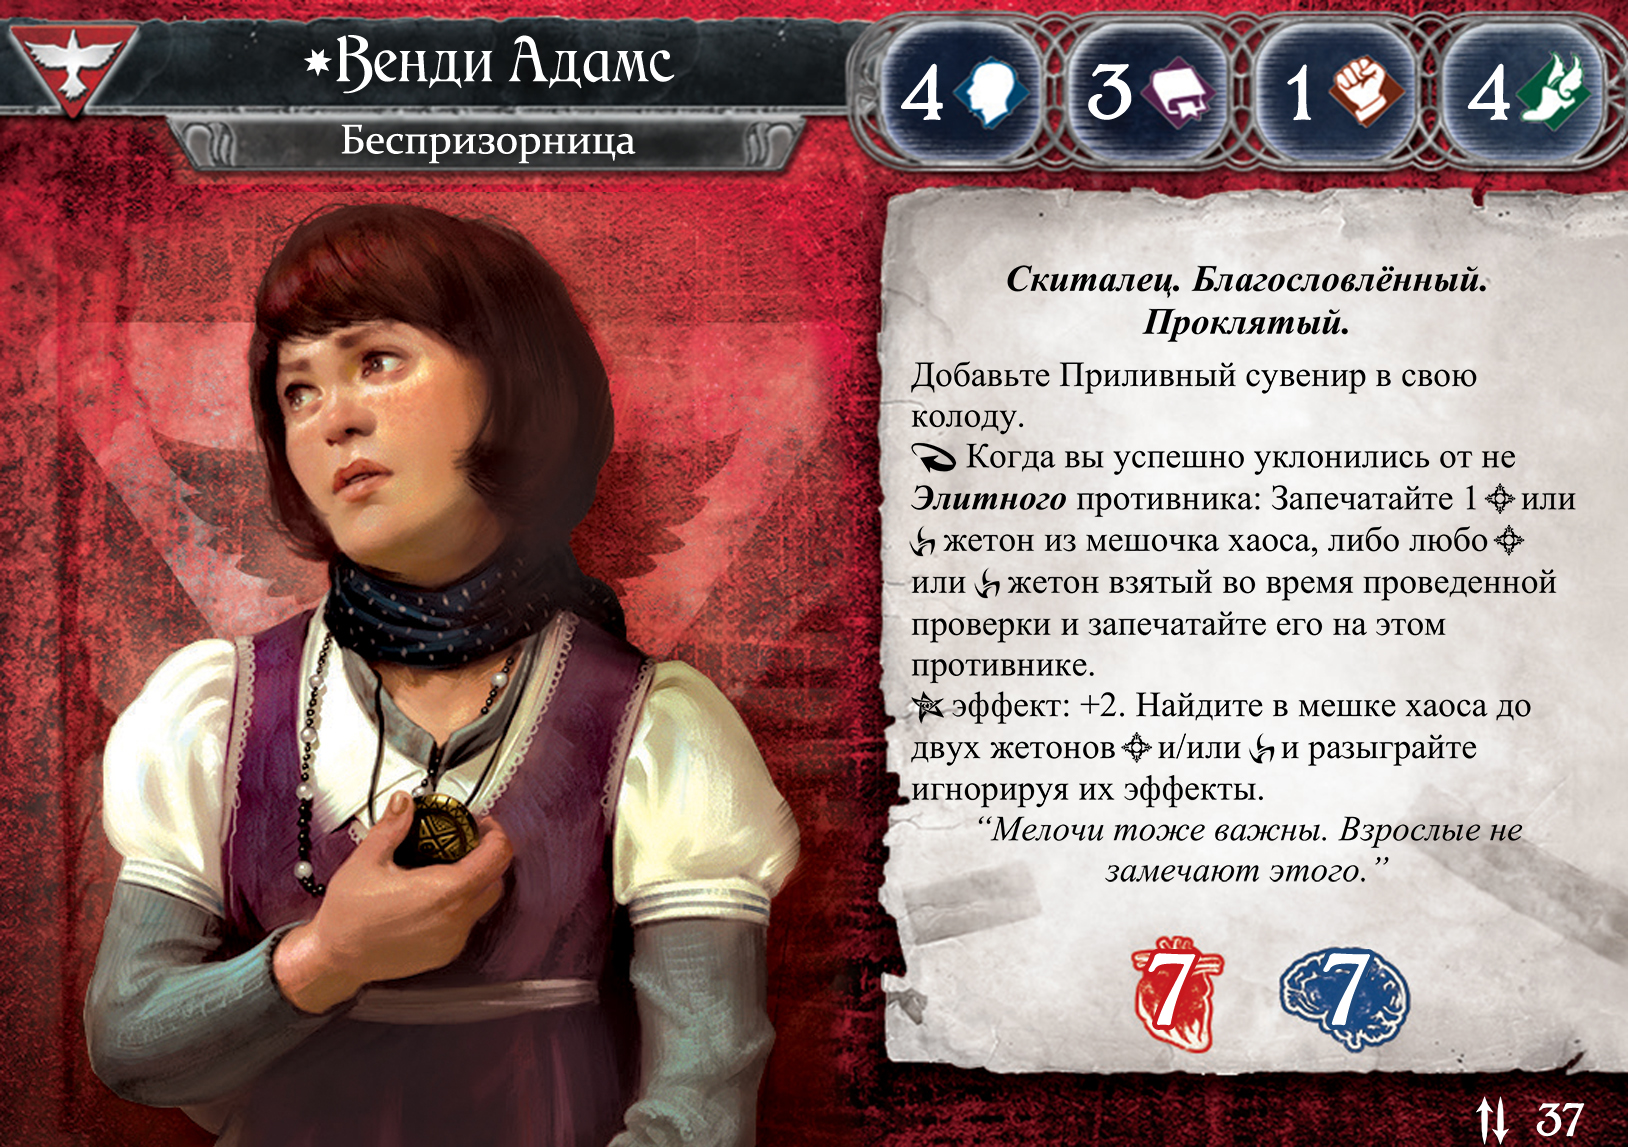 Венди Адамс
4 3 1 4
Беспризорница
Скиталец. Благословлённый.
Проклятый.
Добавьте Приливный сувенир в свою
колоду.
Когда вы успешно уклонились от не
Элитного противника: Запечатайте 1 или
жетон из мешочка хаоса, либо любо
или жетон взятый во время проведенной
проверки и запечатайте его на этом
противнике.
эффект: +2. Найдите в мешке хаоса до
двух жетонов и/или и разыграйте
игнорируя их эффекты.
“Мелочи тоже важны. Взрослые не
замечают этого.”
7 7
37